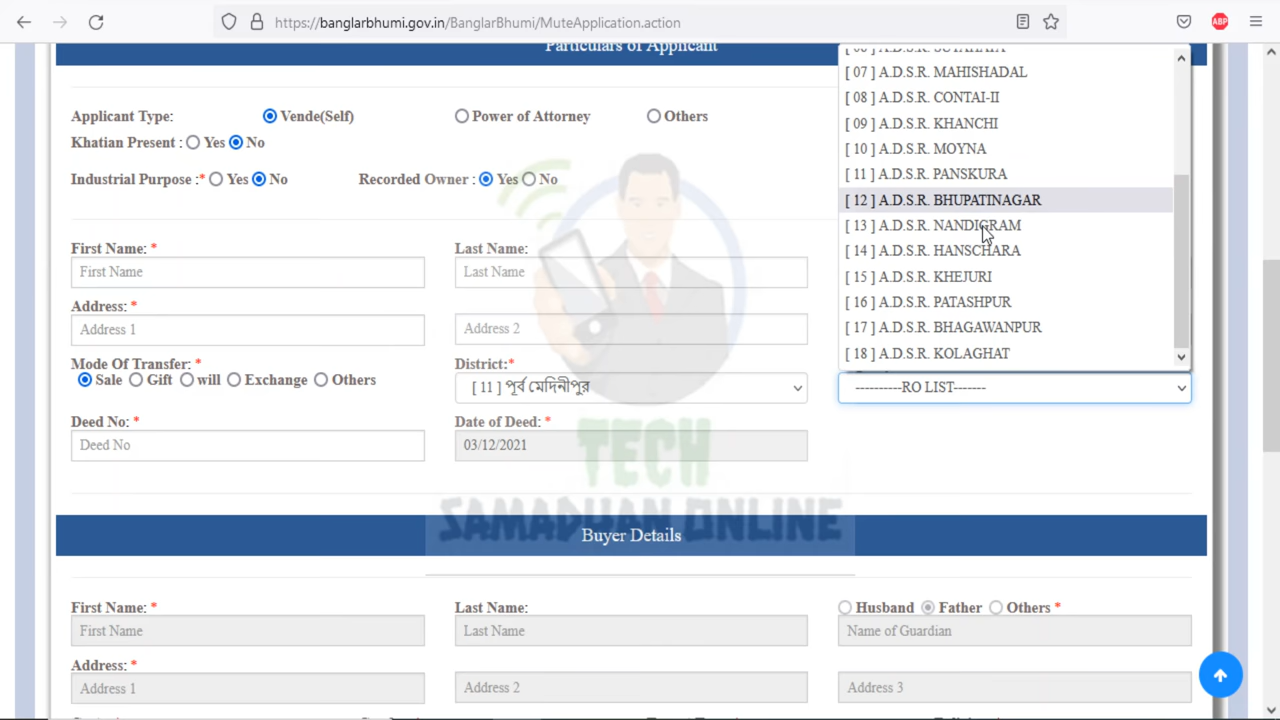 https://banglarbhumi.gov.in/BanglarBhumi/MuteApplication.action
ABP
Particulars of Applicant
[ 07 ] A.D.S.R. MAHISHADAL
[ 08 ] A.D.S.R. CONTAI-II
[ 09 ] A.D.S.R. KHANCHI
[ 10 ] A.D.S.R. MOYNA
[ 11 ] A.D.S.R. PANSKURA
[ 12 ] A.D.S.R. BHUPATINAGAR
[ 13 ] A.D.S.R. NANDIGRAM
[ 14 ] A.D.S.R. HANSCHARA
[ 15 ] A.D.S.R. KHEJURI
[ 16 ] A.D.S.R. PATASHPUR
[ 17 ] A.D.S.R. BHAGAWANPUR
[ 18 ] A.D.S.R. KOLAGHAT
Applicant Type: Vende(Self) Power of Attorney Others
Khatian Present : Yes No
Industrial Purpose :* Yes No Recorded Owner : Yes No
First Name: * Last Name:
First Name Last Name
Address: *
Address 1 Address 2
Mode Of Transfer: * District:*
Sale Gift will Exchange Others [ 11 ] পূর্ব মেদিনীপুর ----------RO LIST-------
Deed No: * Date of Deed: *
Deed No 03/12/2021
TECH
SAMADHAN ONLINE
Buyer Details
First Name: * Last Name: Husband Father Others *
First Name Last Name Name of Guardian
Address: *
Address 1 Address 2 Address 3